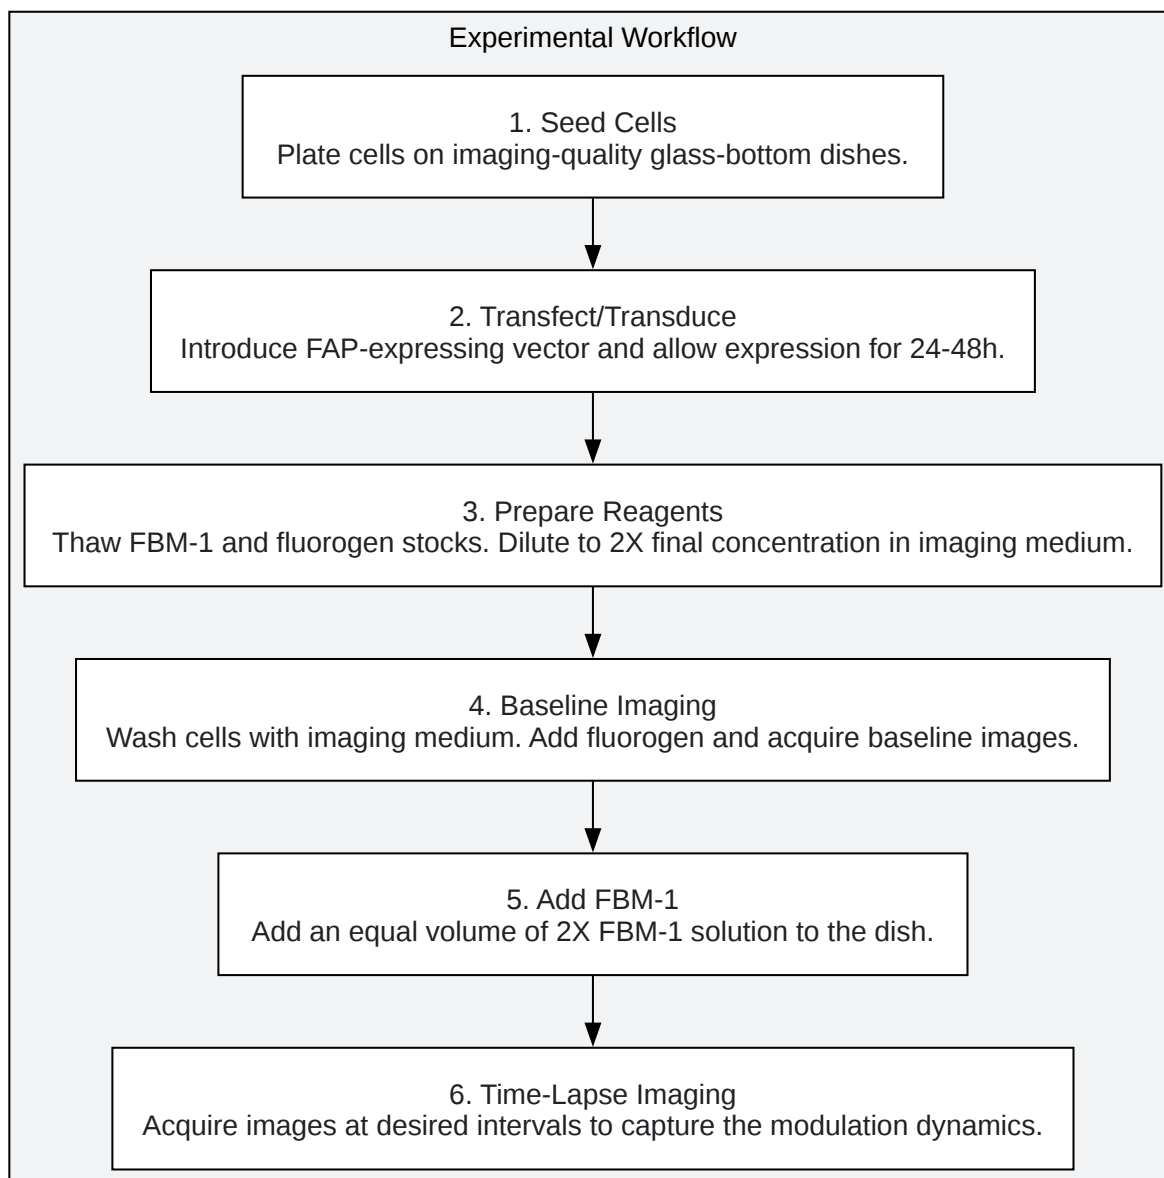 Experimental Workflow
1. Seed Cells
Plate cells on imaging-quality glass-bottom dishes.
2. Transfect/Transduce
Introduce FAP-expressing vector and allow expression for 24-48h.
3. Prepare Reagents
Thaw FBM-1 and fluorogen stocks. Dilute to 2X final concentration in imaging medium.
4. Baseline Imaging
Wash cells with imaging medium. Add fluorogen and acquire baseline images.
5. Add FBM-1
Add an equal volume of 2X FBM-1 solution to the dish.
6. Time-Lapse Imaging
Acquire images at desired intervals to capture the modulation dynamics.